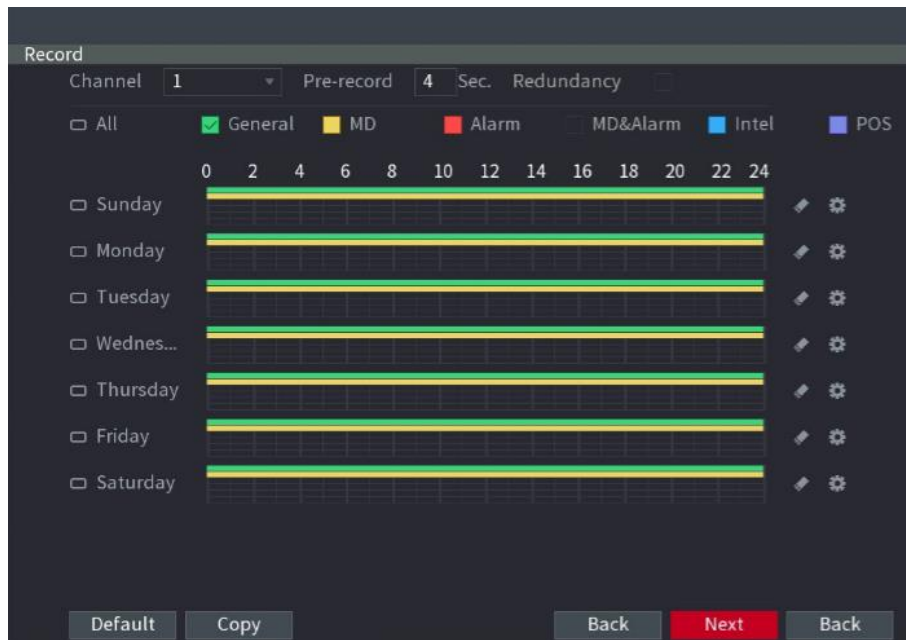 Record
Channel 1 Pre-record 4 Sec. Redundancy
All General MD Alarm MD&Alarm Intel POS
0 2 4 6 8 10 12 14 16 18 20 22 24
Sunday
Monday
Tuesday
Wednes...
Thursday
Friday
Saturday
Default Copy Back Next Back